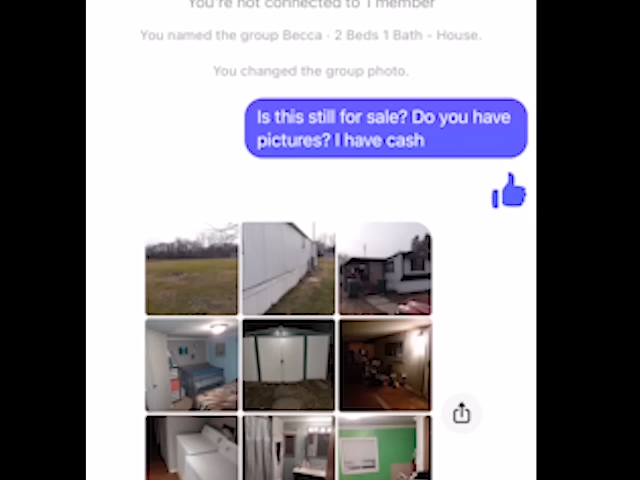 You're not connected to 1 member
You named the group Becca · 2 Beds 1 Bath - House.
You changed the group photo.
Is this still for sale? Do you have
pictures? I have cash